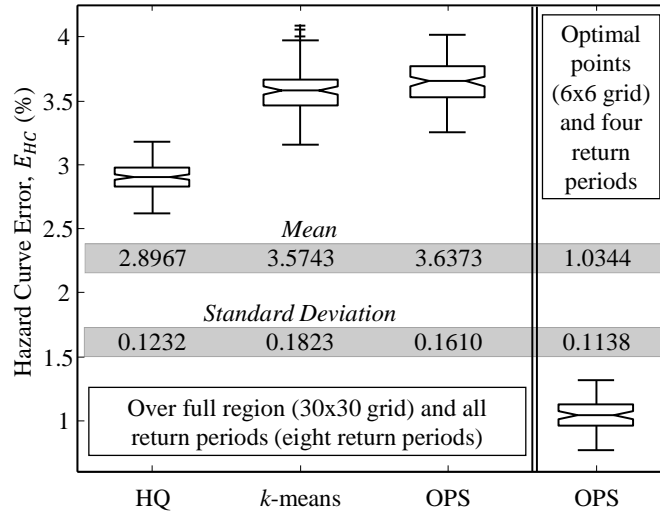 Hazard Curve Error, E_HC (%)
4
3.5
3
2.5
2
1.5
1
Optimal
points
(6x6 grid)
and four
return
periods
Mean
2.8967 3.5743 3.6373 1.0344
Standard Deviation
0.1232 0.1823 0.1610 0.1138
Over full region (30x30 grid) and all
return periods (eight return periods)
HQ k-means OPS OPS